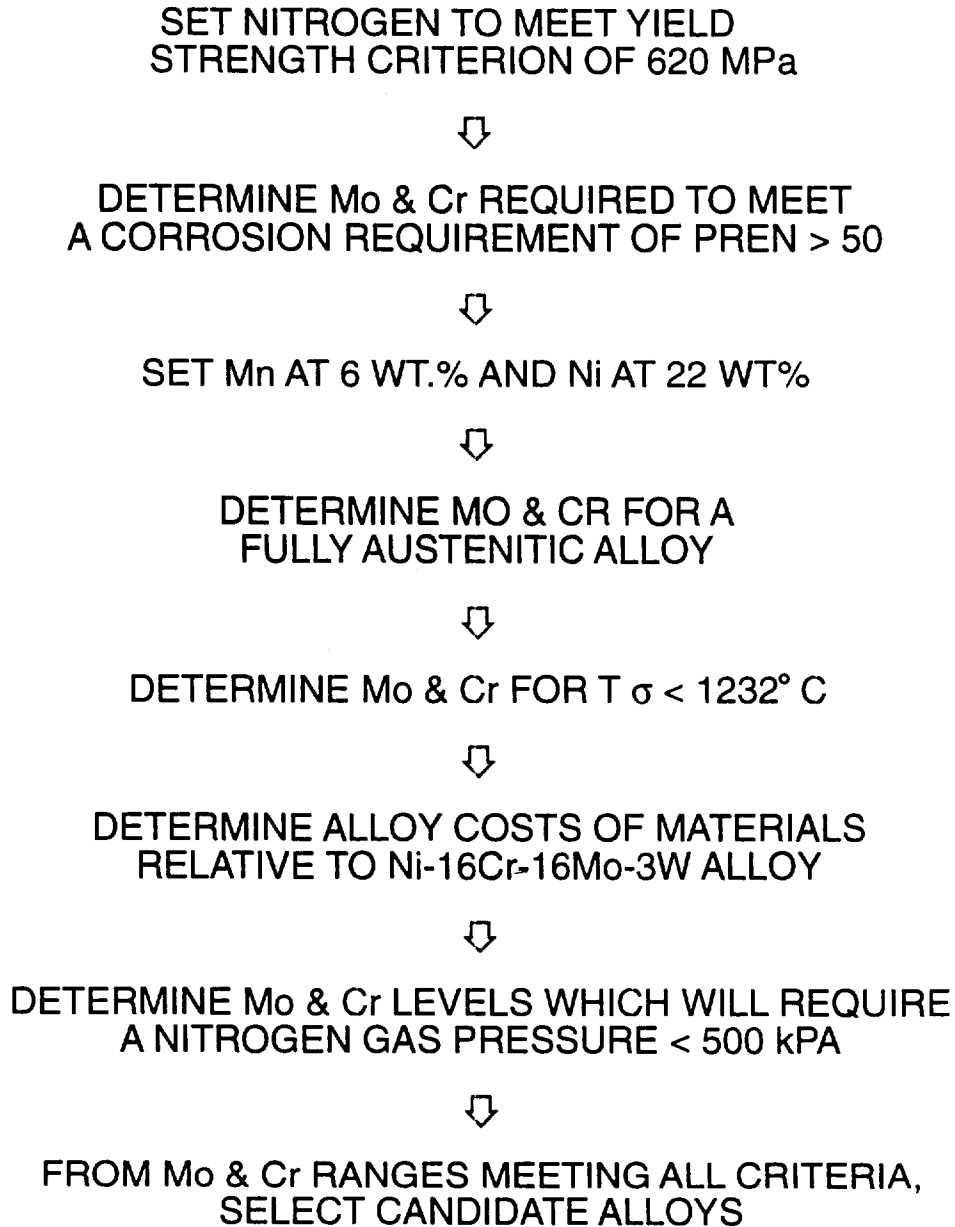 SET NITROGEN TO MEET YIELD
STRENGTH CRITERION OF 620 MPa
DETERMINE Mo & Cr REQUIRED TO MEET
A CORROSION REQUIREMENT OF PREN > 50
SET Mn AT 6 WT.% AND Ni AT 22 WT%
DETERMINE MO & CR FOR A
FULLY AUSTENITIC ALLOY
DETERMINE Mo & Cr FOR T σ < 1232° C
DETERMINE ALLOY COSTS OF MATERIALS
RELATIVE TO Ni-16Cr-16Mo-3W ALLOY
DETERMINE Mo & Cr LEVELS WHICH WILL REQUIRE
A NITROGEN GAS PRESSURE < 500 kPA
FROM Mo & Cr RANGES MEETING ALL CRITERIA,
SELECT CANDIDATE ALLOYS